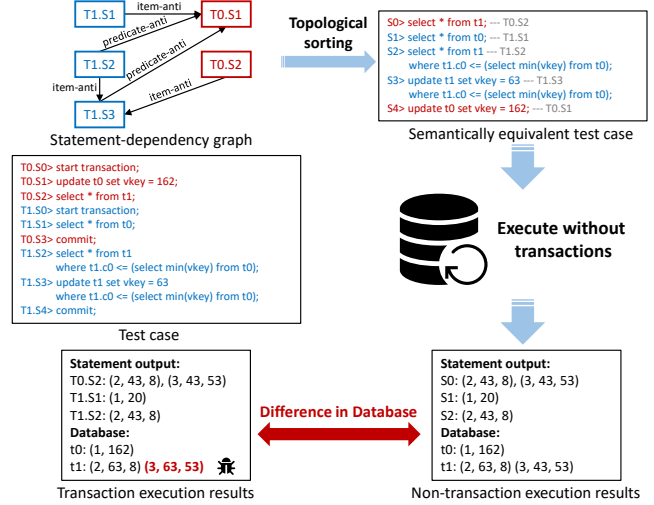 T1.S1
item-anti
T0.S1
predicate-anti
T1.S2
predicate-anti
T0.S2
item-anti
item-anti
T1.S3
Statement-dependency graph
Topological
sorting
S0> select * from t1; --- T0.S2
S1> select * from t0; --- T1.S1
S2> select * from t1 --- T1.S2
where t1.c0 <= (select min(vkey) from t0);
S3> update t1 set vkey = 63 --- T1.S3
where t1.c0 <= (select min(vkey) from t0);
S4> update t0 set vkey = 162; --- T0.S1
Semantically equivalent test case
T0.S0> start transaction;
T0.S1> update t0 set vkey = 162;
T0.S2> select * from t1;
T1.S0> start transaction;
T1.S1> select * from t0;
T0.S3> commit;
T1.S2> select * from t1
where t1.c0 <= (select min(vkey) from t0);
T1.S3> update t1 set vkey = 63
where t1.c0 <= (select min(vkey) from t0);
T1.S4> commit;
Test case
Execute without
transactions
Statement output:
T0.S2: (2, 43, 8), (3, 43, 53)
T1.S1: (1, 20)
T1.S2: (2, 43, 8)
Database:
t0: (1, 162)
t1: (2, 63, 8) (3, 63, 53)
Transaction execution results
Difference in Database
Statement output:
S0: (2, 43, 8), (3, 43, 53)
S1: (1, 20)
S2: (2, 43, 8)
Database:
t0: (1, 162)
t1: (2, 63, 8) (3, 43, 53)
Non-transaction execution results